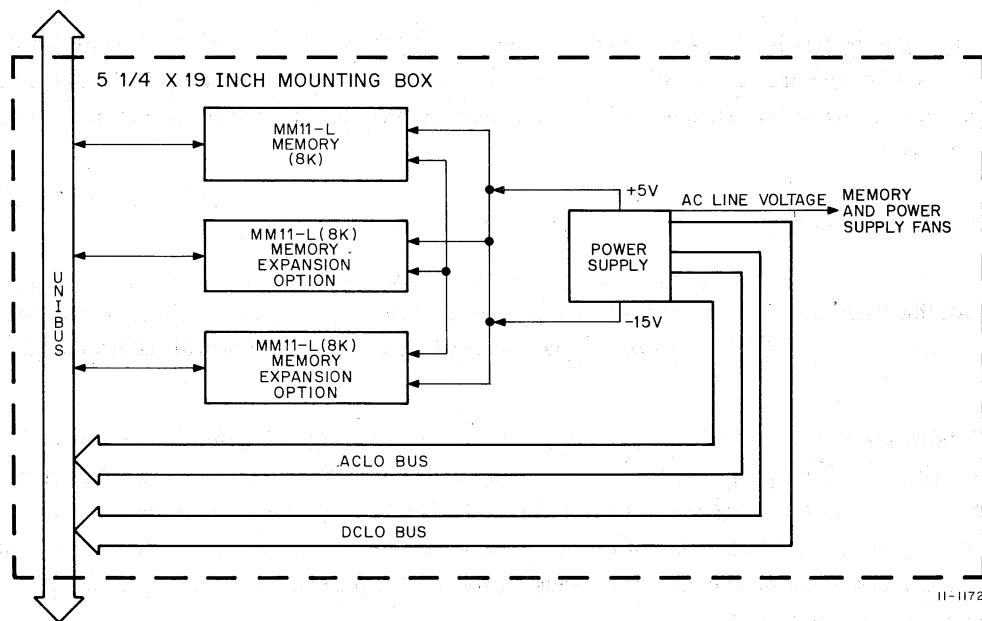 5 1/4 X 19 INCH MOUNTING BOX
MM11-L
MEMORY
(8K)
MM11-L(8K)
MEMORY
EXPANSION
OPTION
MM11-L(8K)
MEMORY
EXPANSION
OPTION
UNIBUS
+5V
POWER
SUPPLY
-15V
AC LINE VOLTAGE
MEMORY
AND POWER
SUPPLY FANS
ACLO BUS
DCLO BUS
11-1172